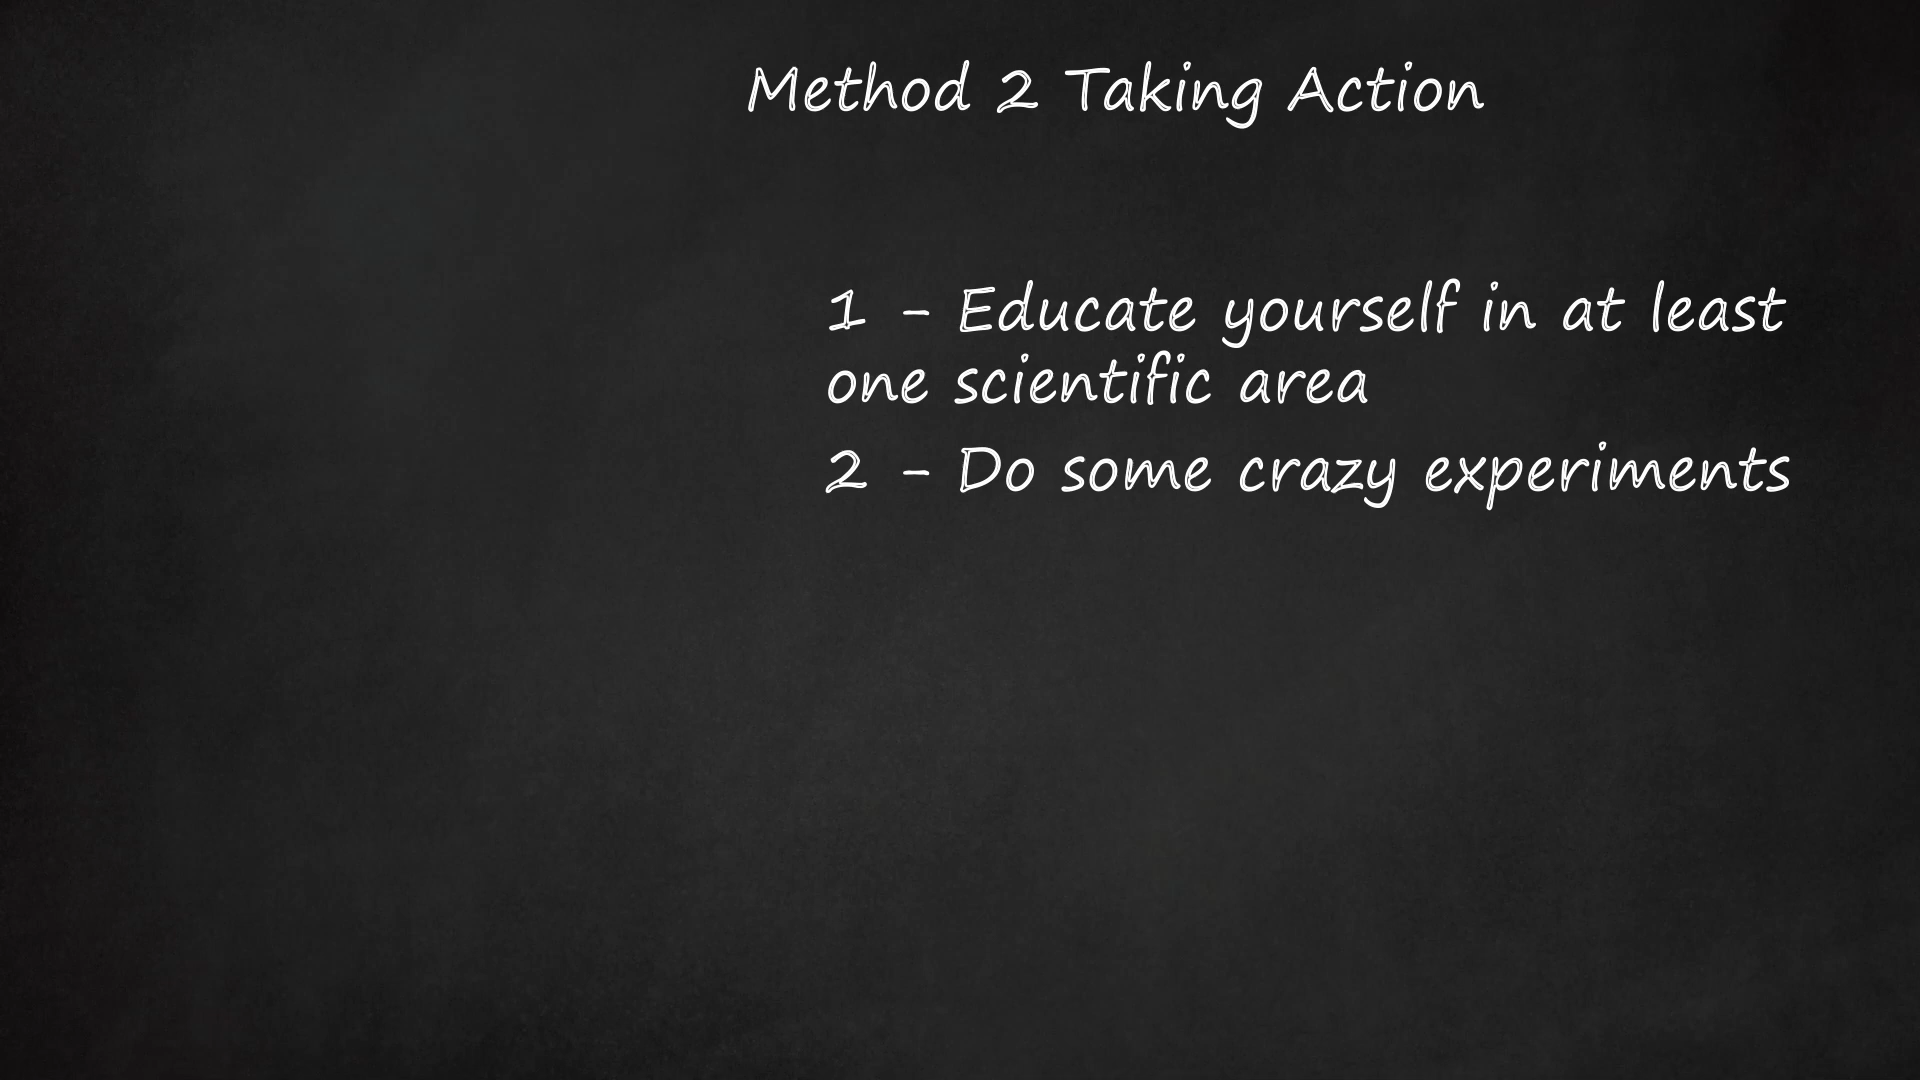 Method 2 Taking Action
1 - Educate yourself in at least
one scientific area
2 - Do some crazy experiments